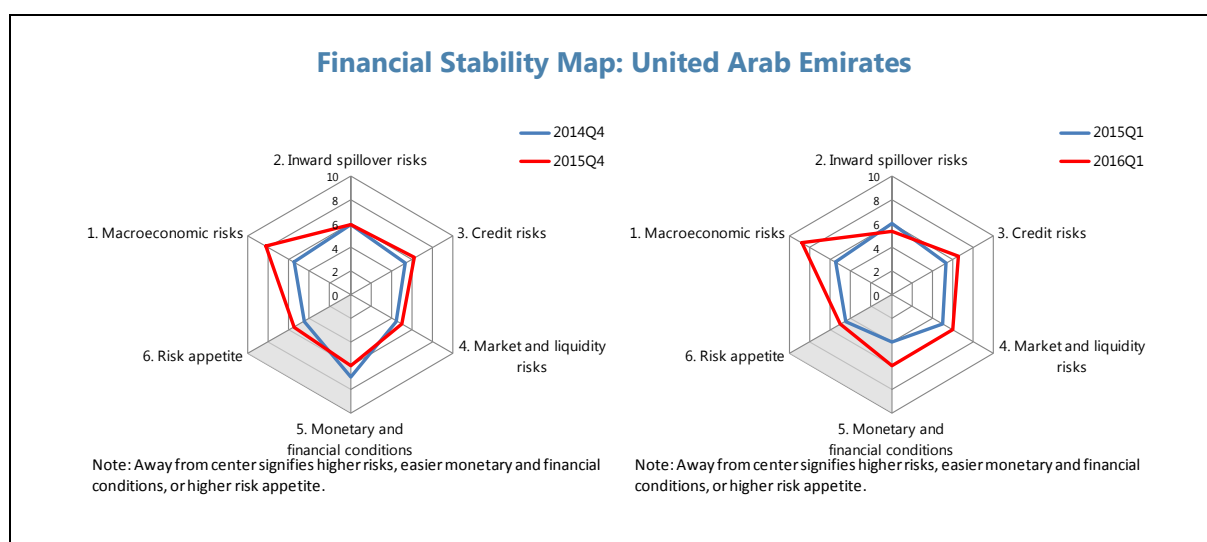 Financial Stability Map: United Arab Emirates
2014Q4
2015Q4
2. Inward spillover risks
10
8
6
4
2
0
1. Macroeconomic risks
3. Credit risks
6. Risk appetite
4. Market and liquidity
risks
5. Monetary and
financial conditions
Note: Away from center signifies higher risks, easier monetary and financial
conditions, or higher risk appetite.
2015Q1
2016Q1
2. Inward spillover risks
10
8
6
4
2
0
1. Macroeconomic risks
3. Credit risks
6. Risk appetite
4. Market and liquidity
risks
5. Monetary and
financial conditions
Note: Away from center signifies higher risks, easier monetary and financial
conditions, or higher risk appetite.